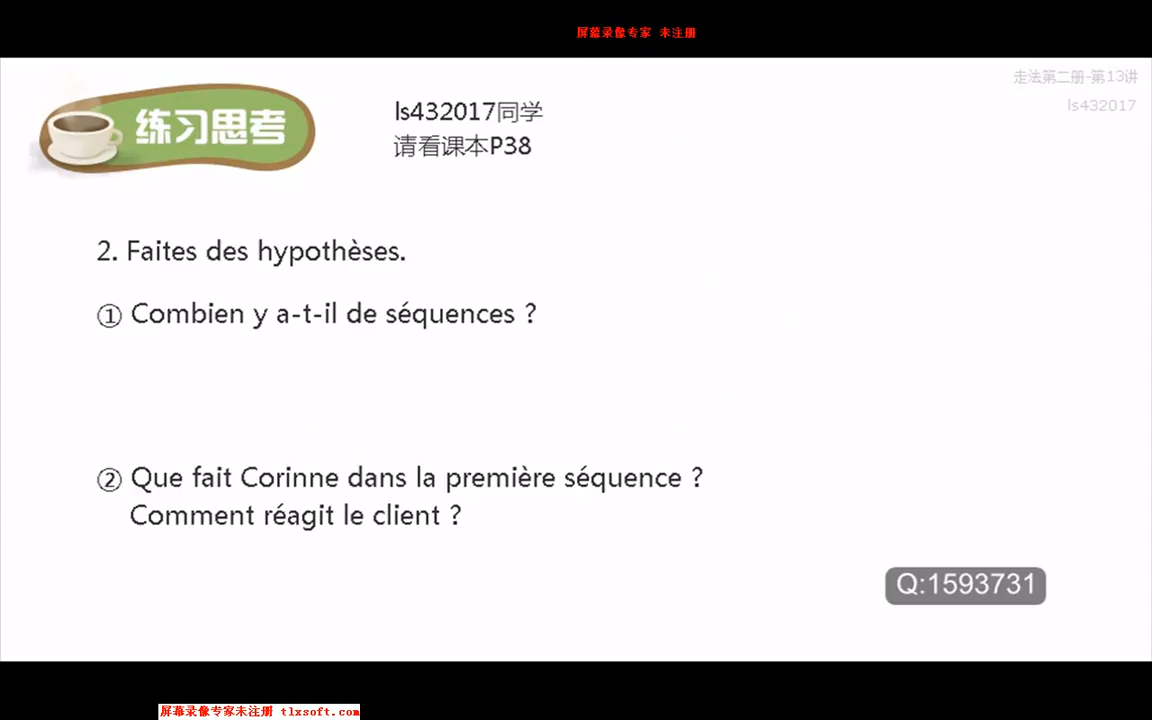 屏幕录像专家 未注册
走法第二册-第13讲
ls432017
练习思考
ls432017同学
请看课本P38
2. Faites des hypothèses.
① Combien y a-t-il de séquences ?
② Que fait Corinne dans la première séquence ?
Comment réagit le client ?
Q:1593731
屏幕录像专家未注册 tlxsoft.com